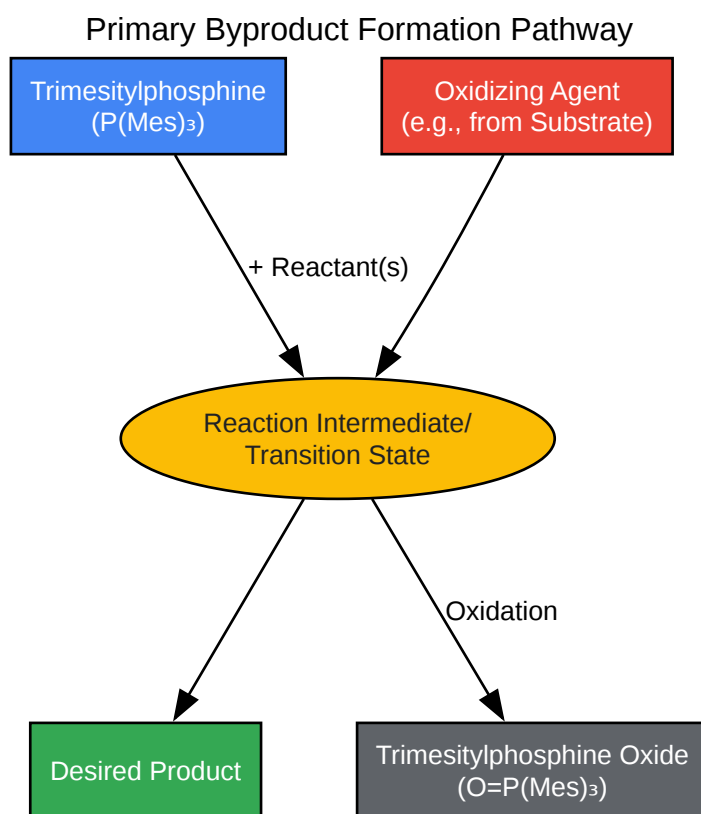 Primary Byproduct Formation Pathway
Trimesitylphosphine
(P(Mes)₃)
Oxidizing Agent
(e.g., from Substrate)
+ Reactant(s)
Reaction Intermediate/
Transition State
Oxidation
Desired Product
Trimesitylphosphine Oxide
(O=P(Mes)₃)